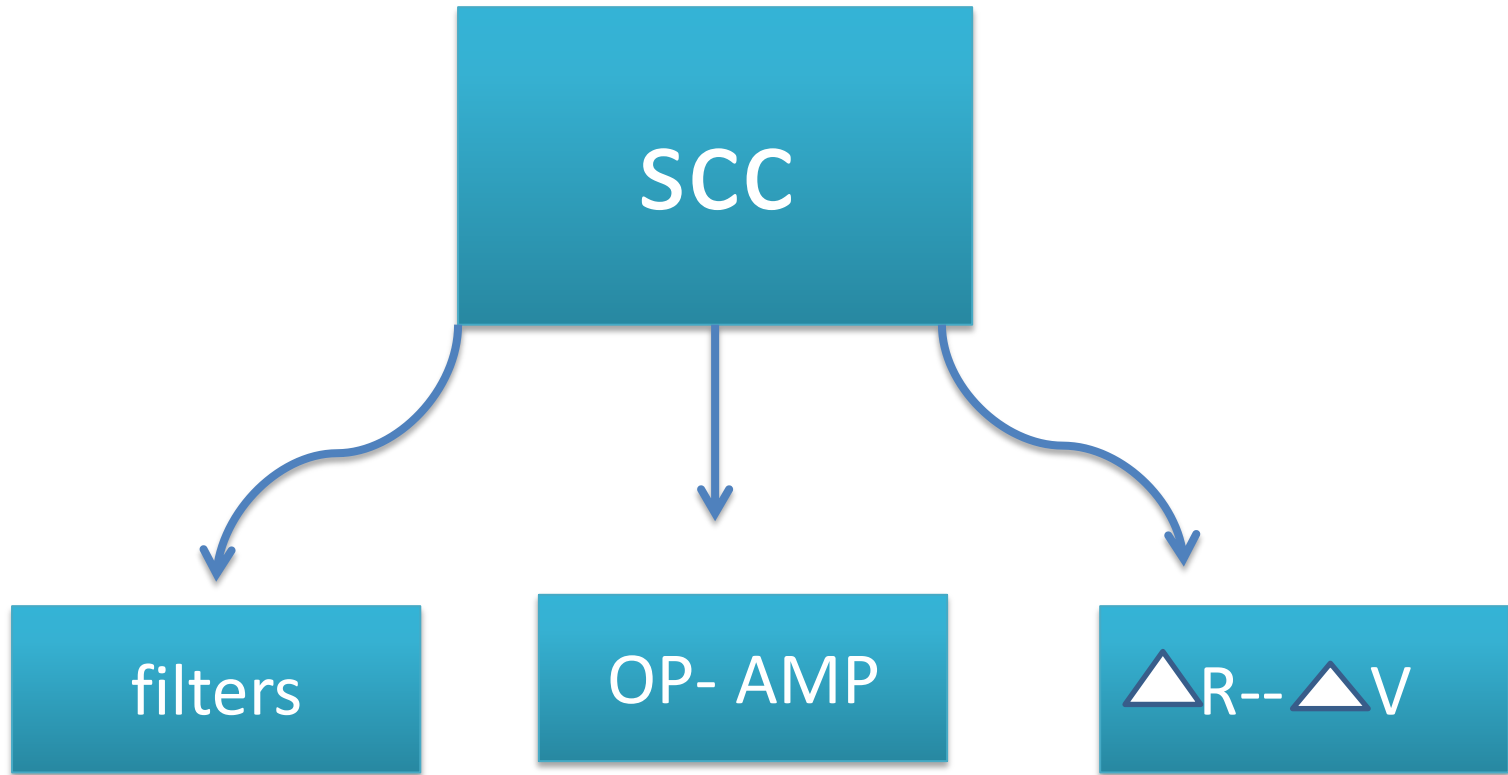 scc
filters
OP- AMP
△R-- △V